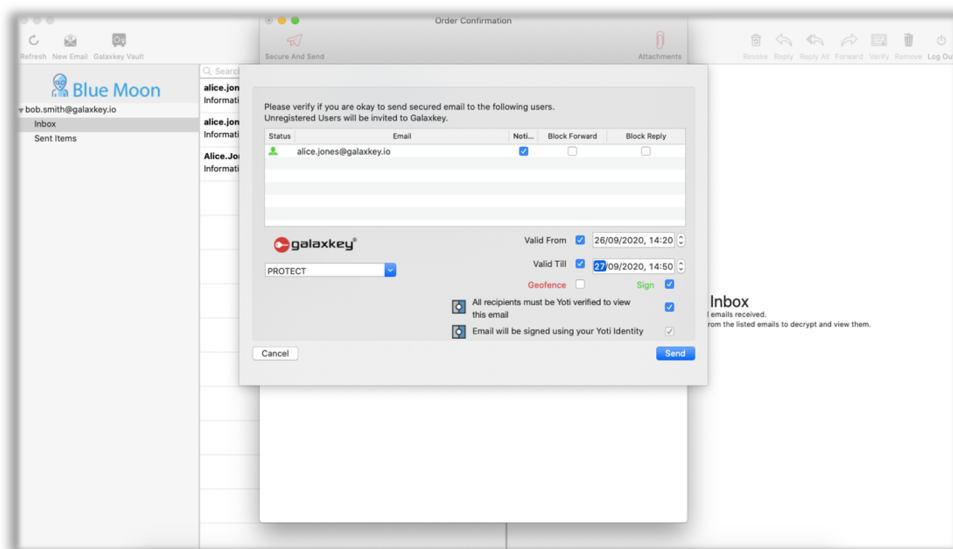 Order Confirmation
Refresh New Email Galaxkey Vault
Secure And Send
Attachments
Revoke Reply Reply All Forward Verify Remove Log Ou
Blue Moon
Search
bob.smith@galaxkey.io
Inbox
Sent Items
alice.jon
Informati
alice.jon
Informati
Alice.Jo
Informati
Please verify if you are okay to send secured email to the following users.
Unregistered Users will be invited to Galaxkey.
Status Email Noti... Block Forward Block Reply
alice.jones@galaxkey.io
galaxkey®
Valid From 26/09/2020, 14:20
PROTECT
Valid Till 27/09/2020, 14:50
Geofence Sign
All recipients must be Yoti verified to view
this email
Email will be signed using your Yoti Identity
Cancel Send
Inbox
emails received.
rom the listed emails to decrypt and view them.